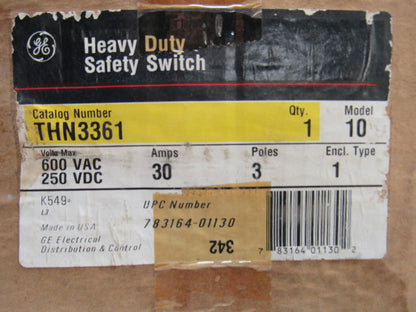 GE
Heavy Duty
Safety Switch
Catalog Number Qty. Model
THN3361 1 10
Volts Max Amps Poles Encl. Type
600 VAC
250 VDC 30 3 1
K549-
L3
UPC Number
783164-01130
Made in USA
GE Electrical
Distribution & Control
342
7 83164 01130 2